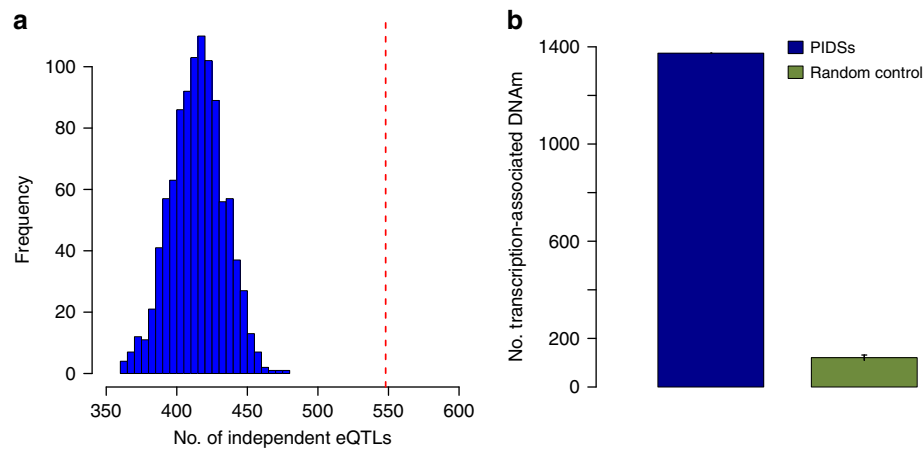 a
Frequency
100
80
60
40
20
0
350
400
450
500
550
600
No. of independent eQTLs
b
No. transcription-associated DNAm
1400
1000
600
200
0
PIDSs
Random control